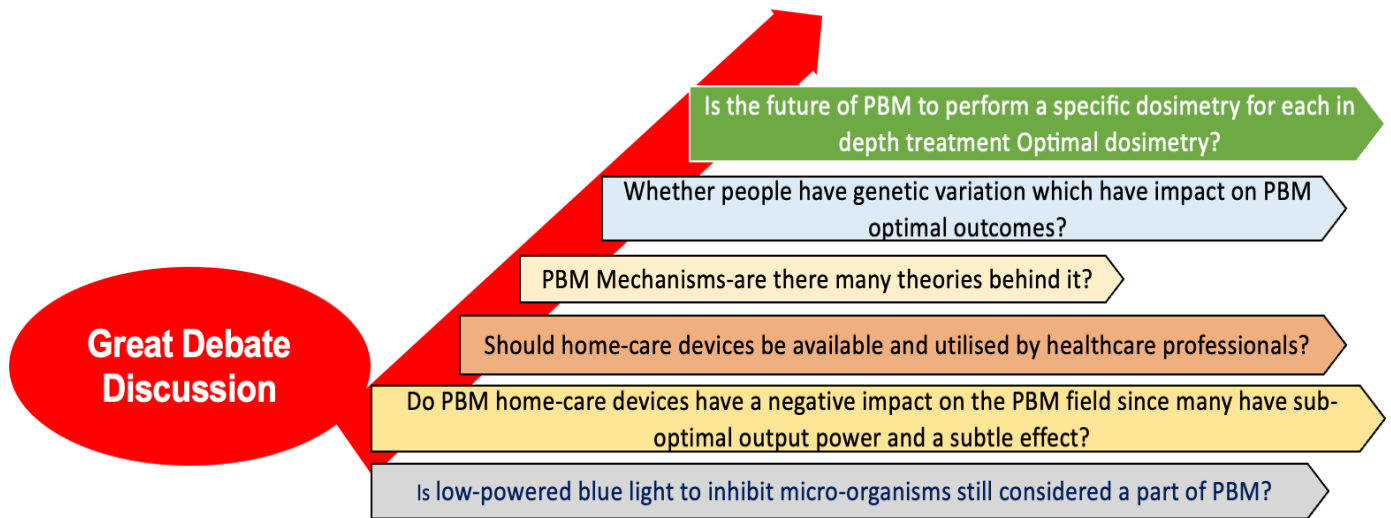 Is the future of PBM to perform a specific dosimetry for each in
depth treatment Optimal dosimetry?
Whether people have genetic variation which have impact on PBM
optimal outcomes?
PBM Mechanisms-are there many theories behind it?
Should home-care devices be available and utilised by healthcare professionals?
Great Debate
Discussion
Do PBM home-care devices have a negative impact on the PBM field since many have sub-
optimal output power and a subtle effect?
Is low-powered blue light to inhibit micro-organisms still considered a part of PBM?